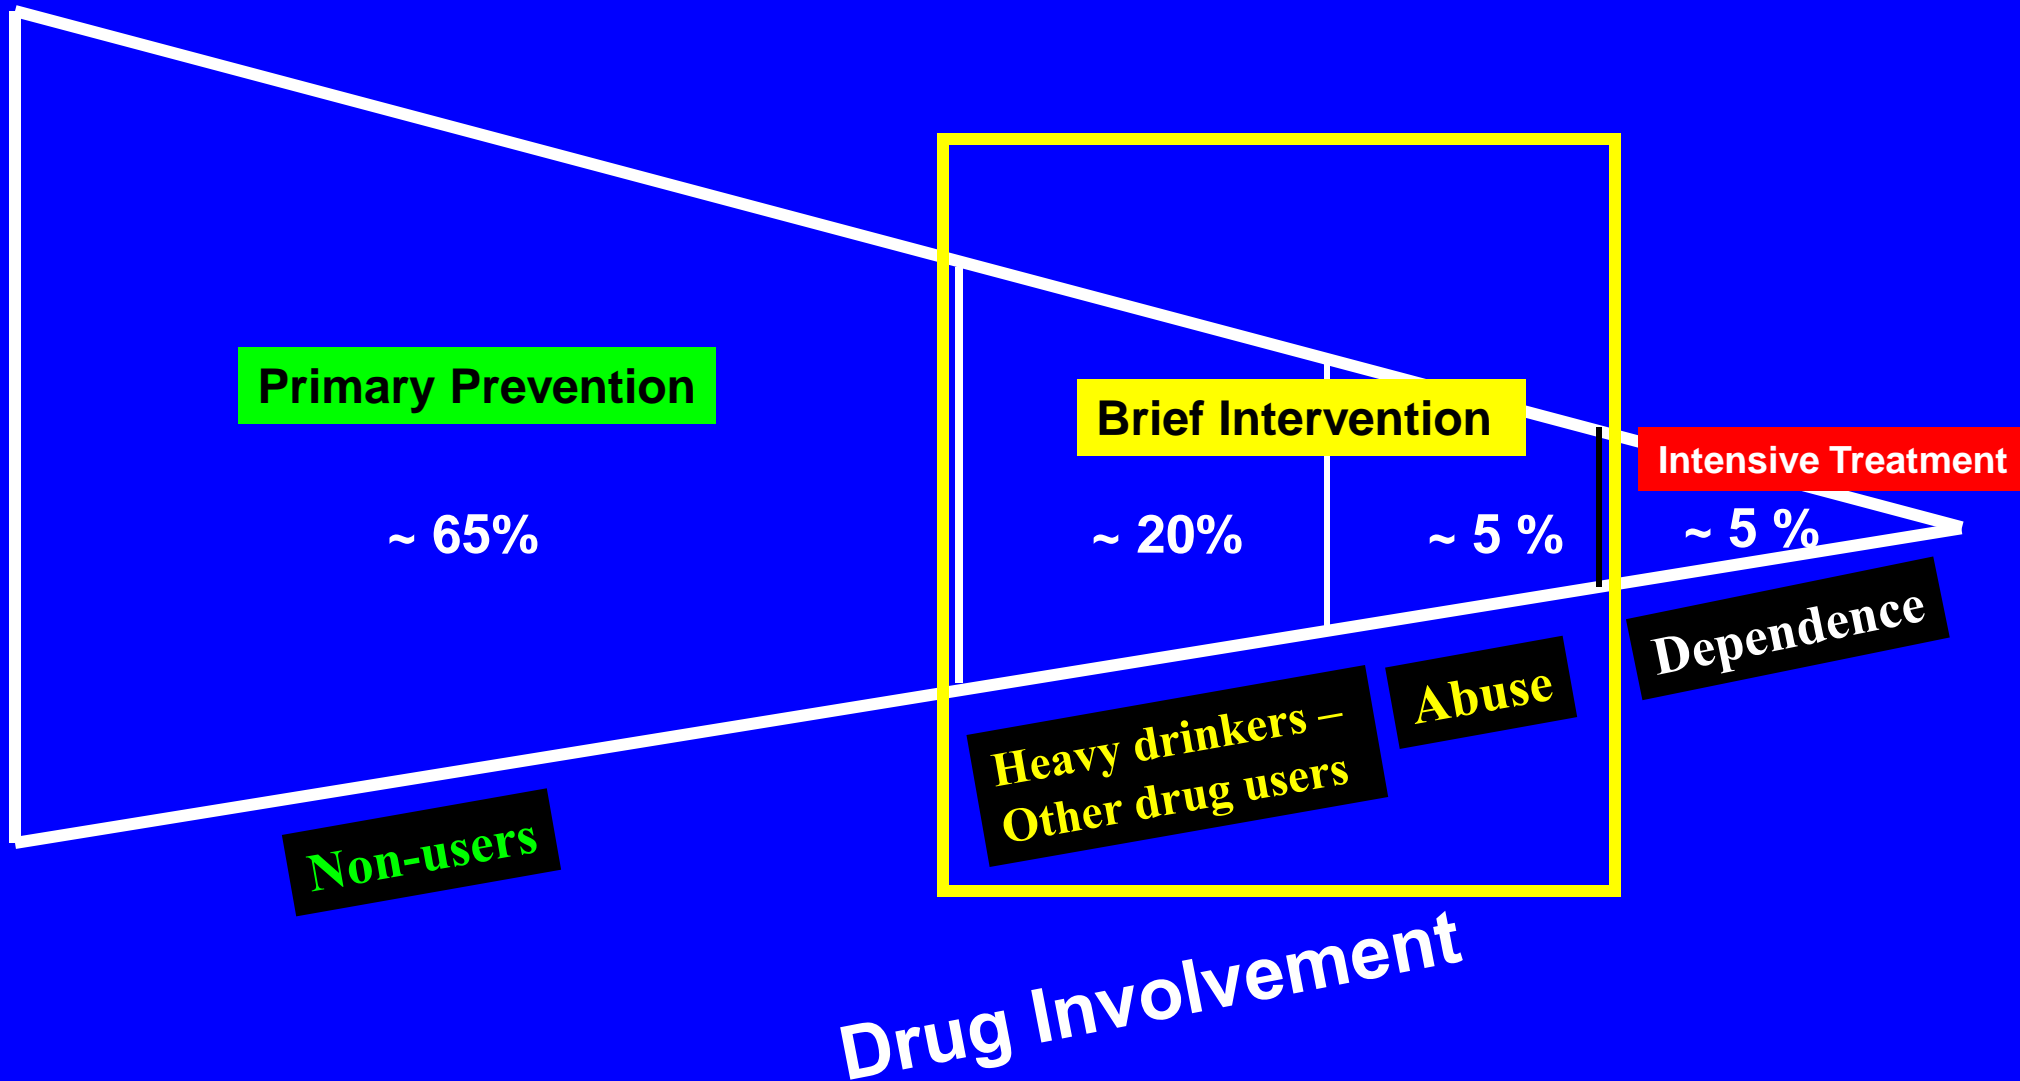 Primary Prevention
Brief Intervention
Intensive Treatment
~ 65%
~ 20%
~ 5 %
~ 5 %
Non-users
Heavy drinkers –
Other drug users
Abuse
Dependence
Drug Involvement